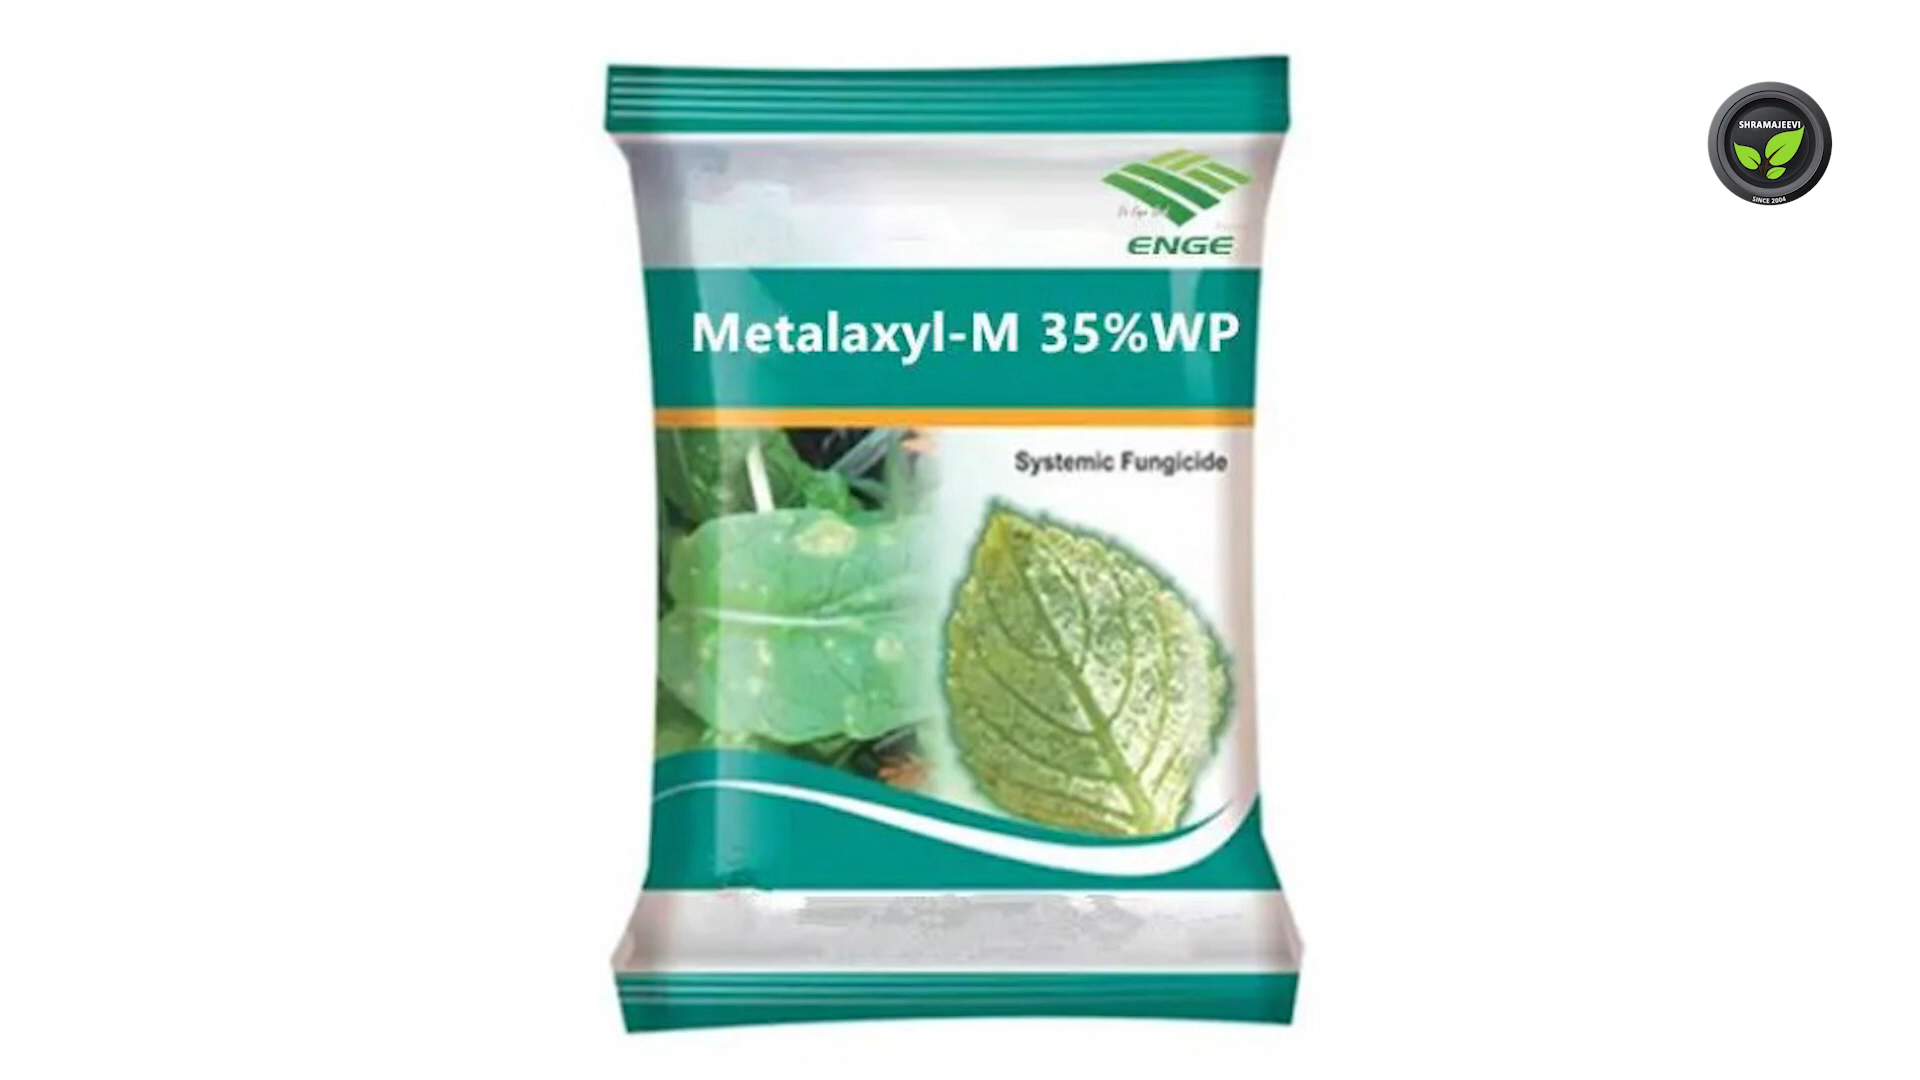 SHRAMAJEEVI
SINCE 2004
ENGE
Metalaxyl-M 35%WP
Systemic Fungicide